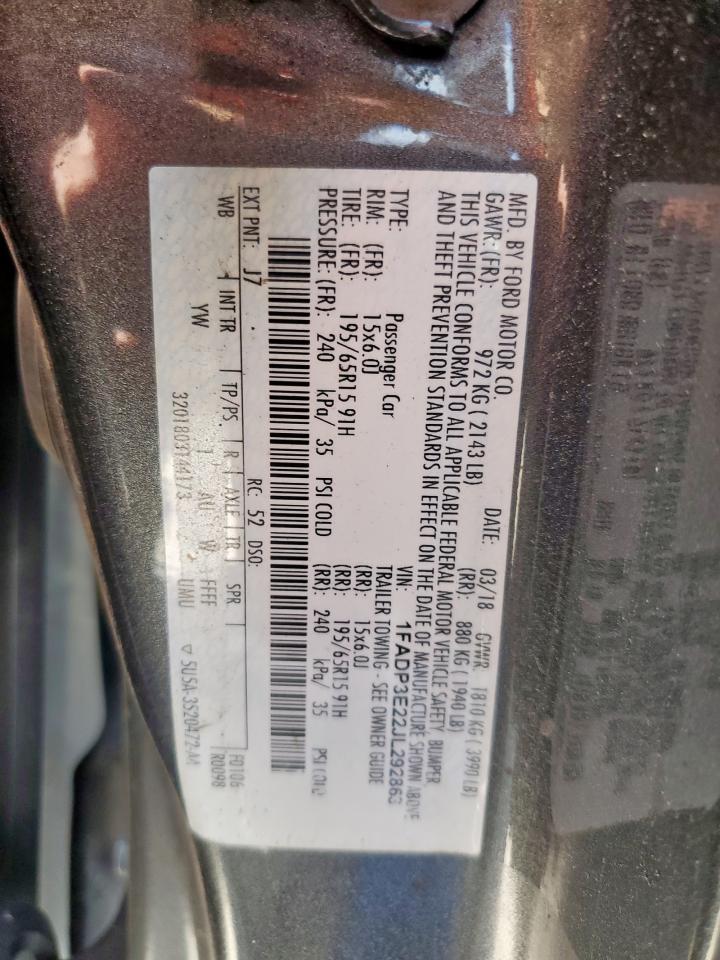 MFD. BY FORD MOTOR CO. DATE: 03/18 GVWR 1810 KG ( 3990 LB)
GAWR: (FR): 972 KG ( 2143 LB) (RR): 880 KG ( 1940 LB)
THIS VEHICLE CONFORMS TO ALL APPLICABLE FEDERAL MOTOR VEHICLE SAFETY BUMPER
AND THEFT PREVENTION STANDARDS IN EFFECT ON THE DATE OF MANUFACTURE SHOWN ABOVE
VIN: 1FADP3E22JL292863
TYPE: Passenger Car TRAILER TOWING - SEE OWNER GUIDE
RIM: (FR): 15x6.0J (RR): 15x6.0J
TIRE: (FR): 195/65R15 91H (RR): 195/65R15 91H
PRESSURE: (FR): 240 kPa/ 35 PSI COLD (RR): 240 kPa/ 35 PSI COLD
EXT PNT: J7 RC: 52 DSO:
WB INT TR TP/PS R AXLE TR SPR F0106
YW W FFFF R0098
3201803144173 UMU ▽ 5U5A-3520472-AA